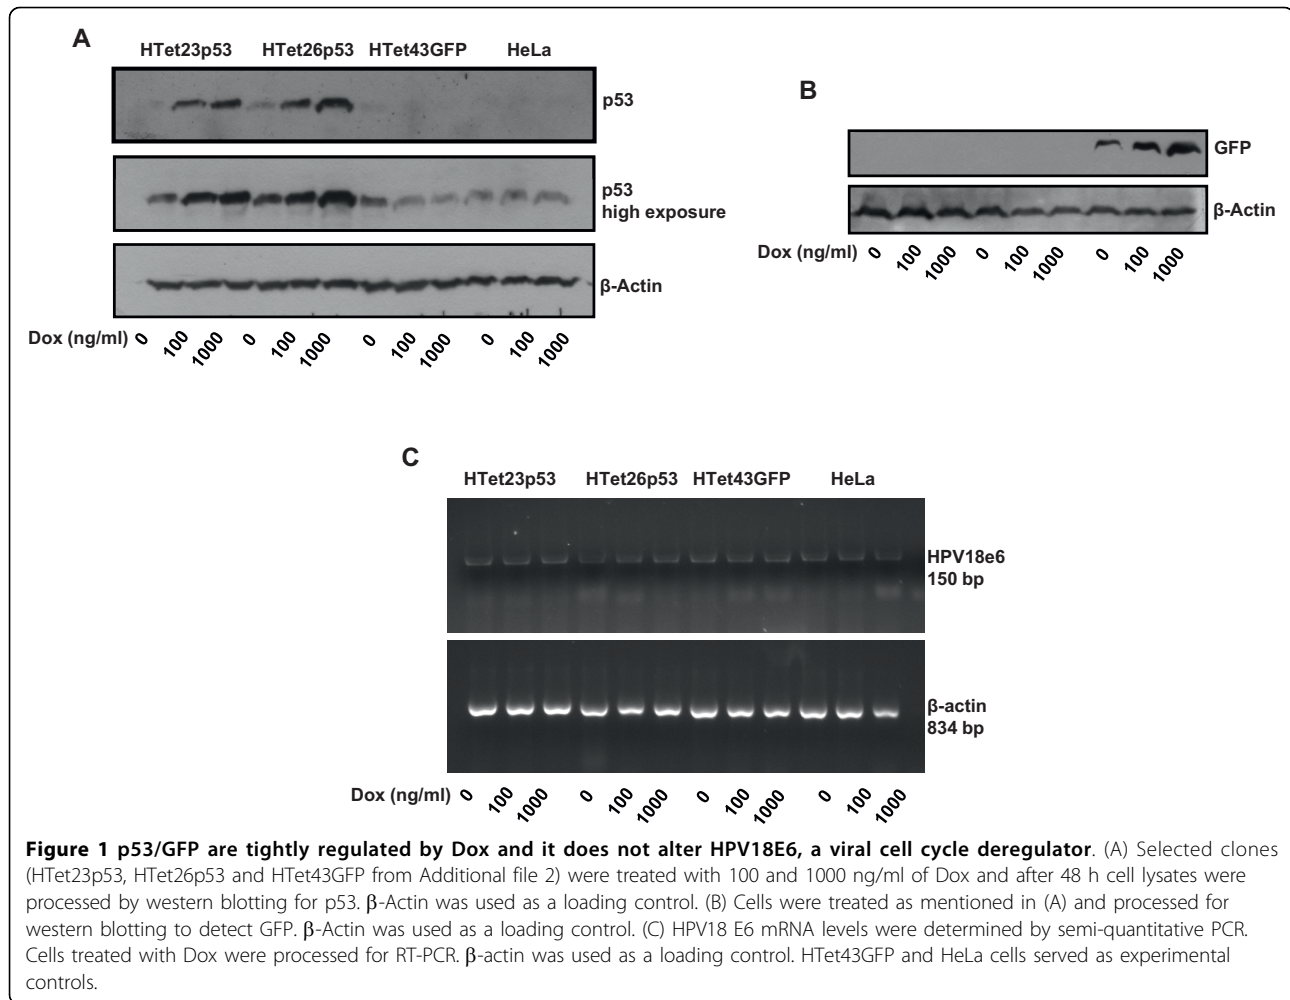 A
HTet23p53 HTet26p53 HTet43GFP HeLa
p53
p53
high exposure
β-Actin
Dox (ng/ml) 0 100 1000 0 100 1000 0 100 1000 0 100 1000
B
GFP
β-Actin
Dox (ng/ml) 0 100 1000 0 100 1000 0 100 1000
C
HTet23p53 HTet26p53 HTet43GFP HeLa
HPV18e6
150 bp
β-actin
834 bp
Dox (ng/ml) 0 100 1000 0 100 1000 0 100 1000 0 100 1000
Figure 1 p53/GFP are tightly regulated by Dox and it does not alter HPV18E6, a viral cell cycle deregulator. (A) Selected clones
(HTet23p53, HTet26p53 and HTet43GFP from Additional file 2) were treated with 100 and 1000 ng/ml of Dox and after 48 h cell lysates were
processed by western blotting for p53. β-Actin was used as a loading control. (B) Cells were treated as mentioned in (A) and processed for
western blotting to detect GFP. β-Actin was used as a loading control. (C) HPV18 E6 mRNA levels were determined by semi-quantitative PCR.
Cells treated with Dox were processed for RT-PCR. β-actin was used as a loading control. HTet43GFP and HeLa cells served as experimental
controls.